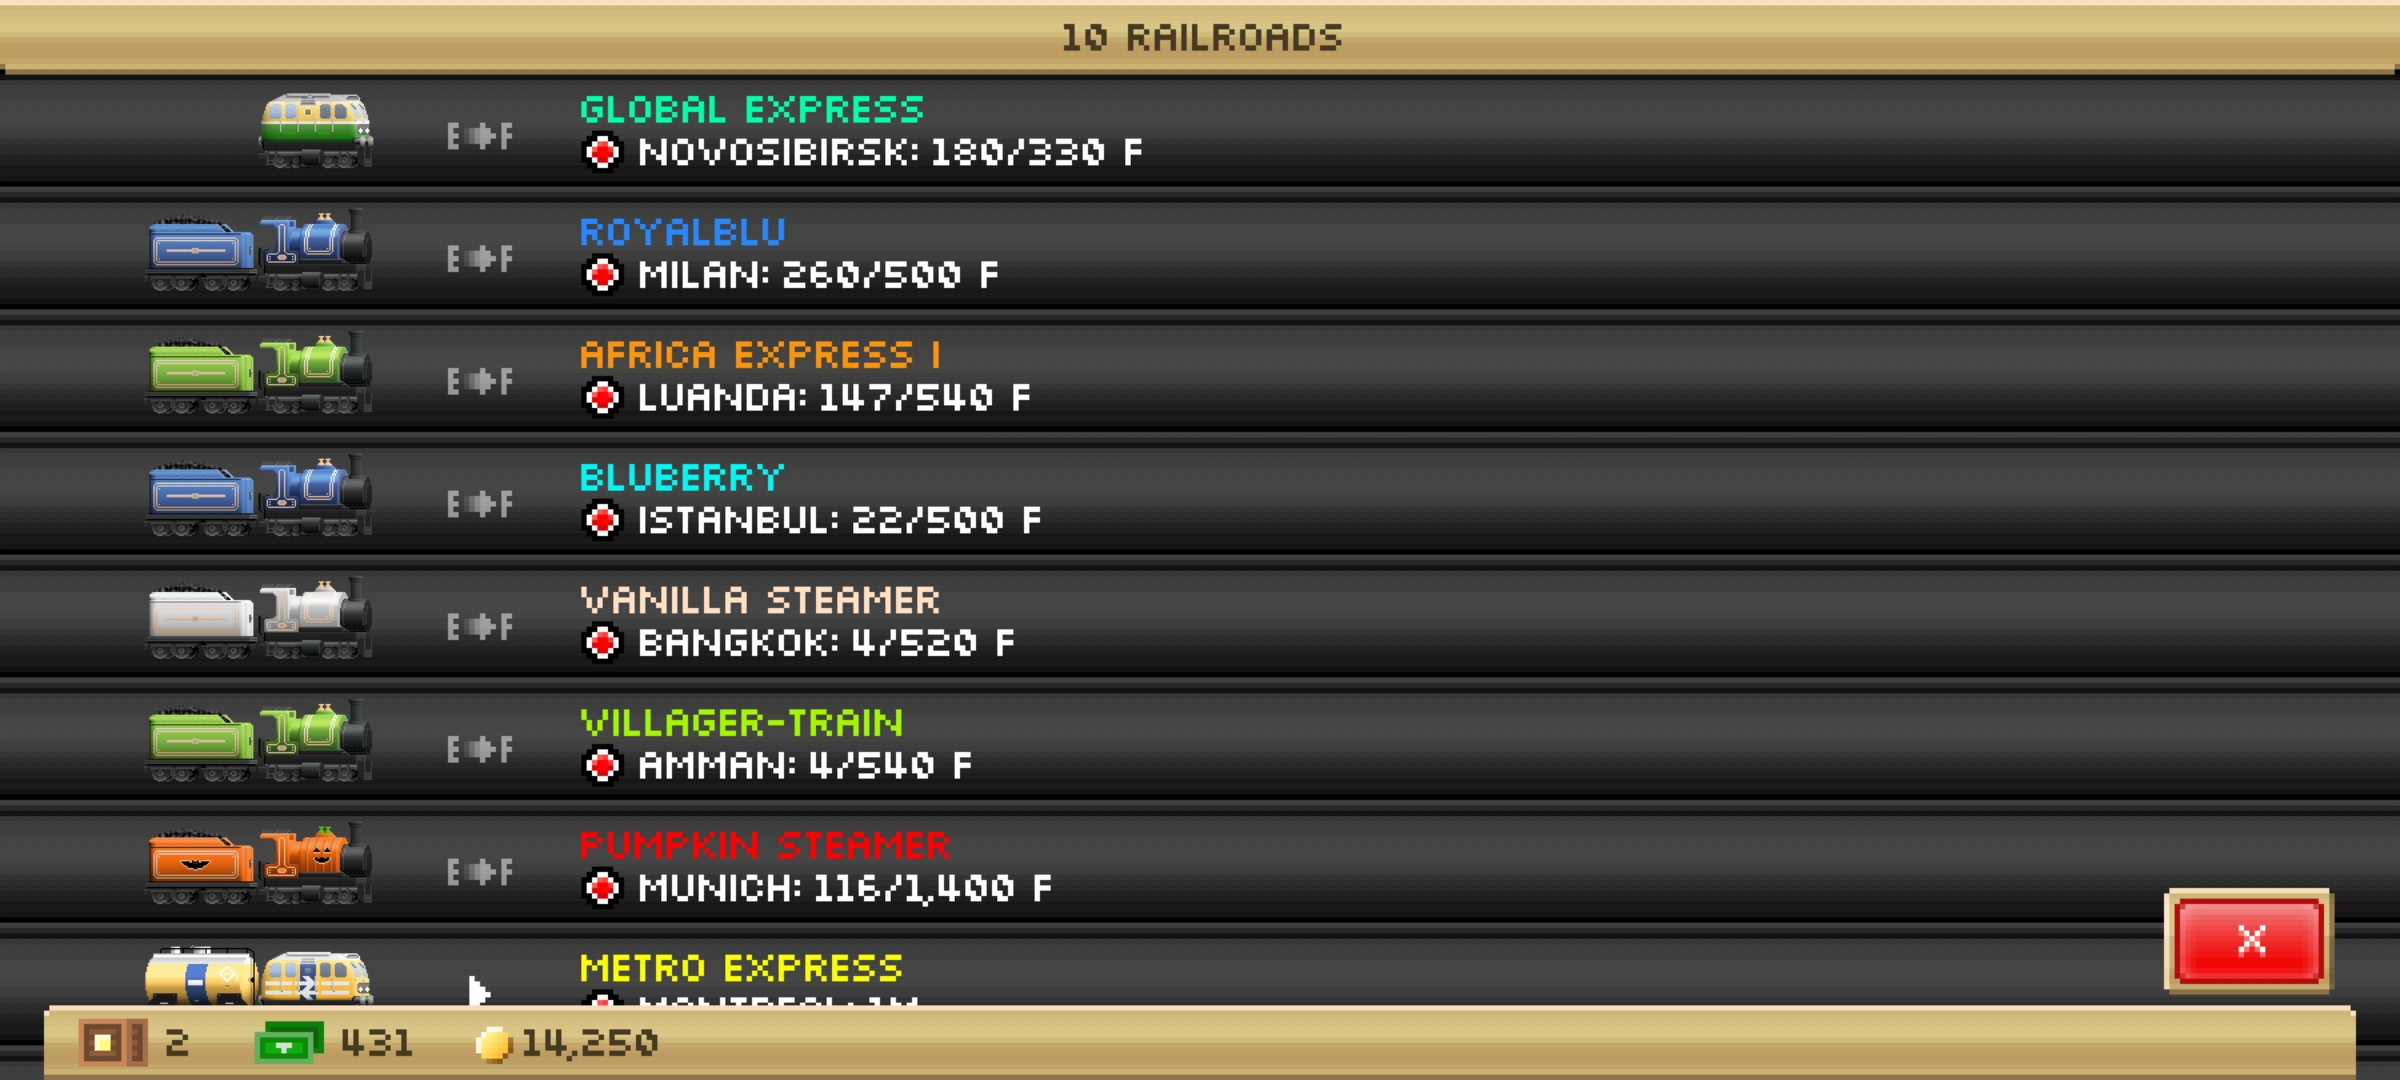 10 RAILROADS
GLOBAL EXPRESS
E F
NOVOSIBIRSK: 180/330 F
ROYALBLU
E F
MILAN: 260/500 F
AFRICA EXPRESS I
E F
LUANDA: 147/540 F
BLUBERRY
E F
ISTANBUL: 22/500 F
VANILLA STEAMER
E F
BANGKOK: 4/520 F
VILLAGER-TRAIN
E F
AMMAN: 4/540 F
PUMPKIN STEAMER
E F
MUNICH: 116/1,400 F
X
METRO EXPRESS
MONTREAL: 1M
2 431 14,250